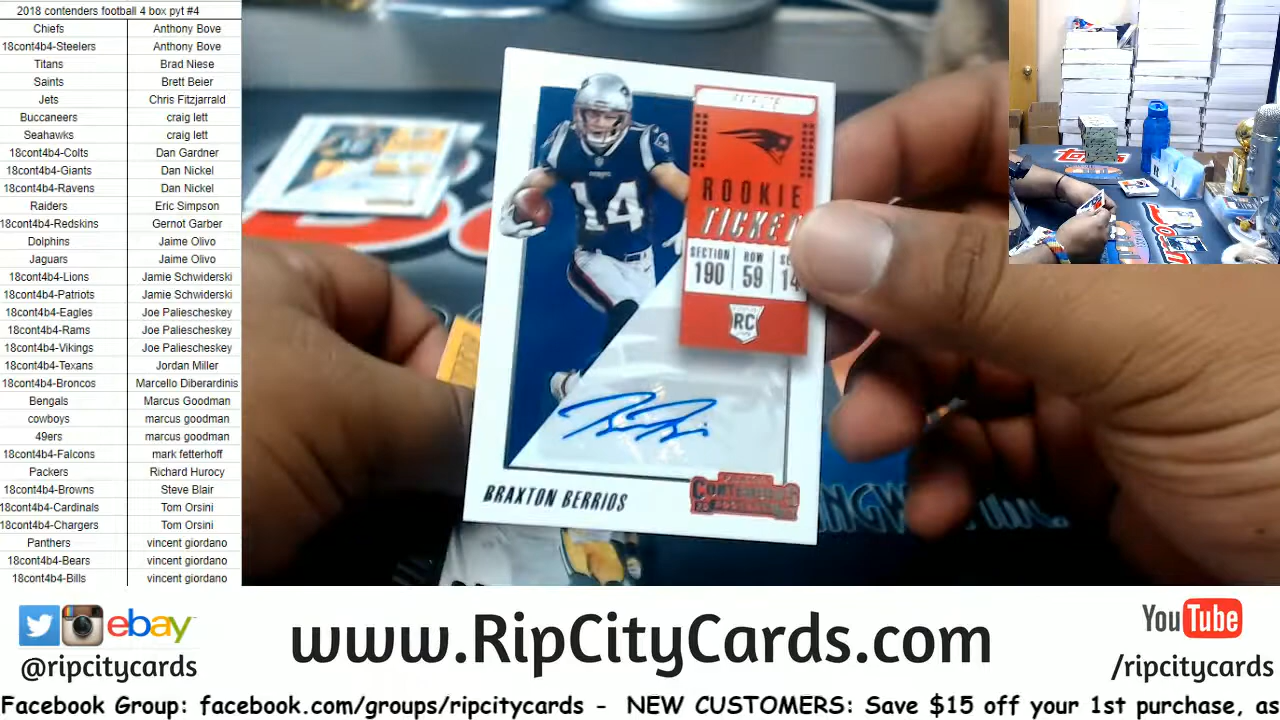 2018 contenders football 4 box pyt #4
Chiefs Anthony Bove
18cont4b4-Steelers Anthony Bove
Titans Brad Niese
Saints Brett Beier
Jets Chris Fitzjarrald
Buccaneers craig lett
Seahawks craig lett
18cont4b4-Colts Dan Gardner
18cont4b4-Giants Dan Nickel
18cont4b4-Ravens Dan Nickel
Raiders Eric Simpson
18cont4b4-Redskins Gernot Garber
Dolphins Jaime Olivo
Jaguars Jaime Olivo
18cont4b4-Lions Jamie Schwiderski
18cont4b4-Patriots Jamie Schwiderski
18cont4b4-Eagles Joe Paliescheskey
18cont4b4-Rams Joe Paliescheskey
18cont4b4-Vikings Joe Paliescheskey
18cont4b4-Texans Jordan Miller
18cont4b4-Broncos Marcello Diberardinis
Bengals Marcus Goodman
cowboys marcus goodman
49ers marcus goodman
18cont4b4-Falcons mark fetterhoff
Packers Richard Hurocy
18cont4b4-Browns Steve Blair
18cont4b4-Cardinals Tom Orsini
18cont4b4-Chargers Tom Orsini
Panthers vincent giordano
18cont4b4-Bears vincent giordano
18cont4b4-Bills vincent giordano
14
ROOKIE
TICKE
SECTION ROW SE
190 59 14
RC
BRAXTON BERRIOS
CONTENDERS
ebay
@ripcitycards
www.RipCityCards.com
YouTube
/ripcitycards
Facebook Group: facebook.com/groups/ripcitycards - NEW CUSTOMERS: Save $15 off your 1st purchase, as